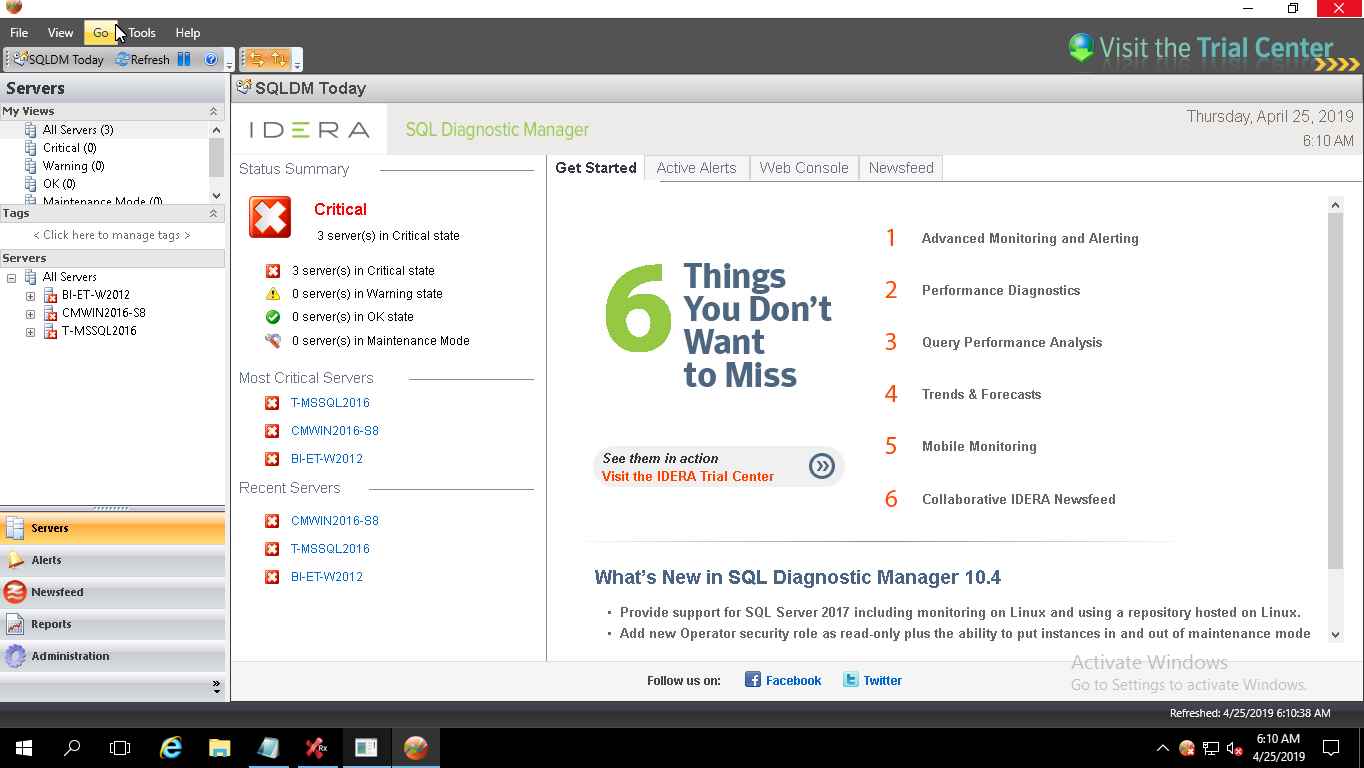 File View Go Tools Help
SQLDM Today Refresh
Visit the Trial Center
Servers
My Views
All Servers (3)
Critical (0)
Warning (0)
OK (0)
Maintenance Mode (0)
Tags
< Click here to manage tags >
Servers
All Servers
BI-ET-W2012
CMWIN2016-S8
T-MSSQL2016
Servers
Alerts
Newsfeed
Reports
Administration
SQLDM Today
IDERA SQL Diagnostic Manager
Thursday, April 25, 2019
6:10 AM
Status Summary
Critical
3 server(s) in Critical state
3 server(s) in Critical state
0 server(s) in Warning state
0 server(s) in OK state
0 server(s) in Maintenance Mode
Most Critical Servers
T-MSSQL2016
CMWIN2016-S8
BI-ET-W2012
Recent Servers
CMWIN2016-S8
T-MSSQL2016
BI-ET-W2012
Get Started Active Alerts Web Console Newsfeed
6 Things
You Don't
Want
to Miss
See them in action
Visit the IDERA Trial Center
1 Advanced Monitoring and Alerting
2 Performance Diagnostics
3 Query Performance Analysis
4 Trends & Forecasts
5 Mobile Monitoring
6 Collaborative IDERA Newsfeed
What's New in SQL Diagnostic Manager 10.4
• Provide support for SQL Server 2017 including monitoring on Linux and using a repository hosted on Linux.
• Add new Operator security role as read-only plus the ability to put instances in and out of maintenance mode
Activate Windows
Go to Settings to activate Windows.
Follow us on: Facebook Twitter
Refreshed: 4/25/2019 6:10:38 AM
Rx
6:10 AM
4/25/2019